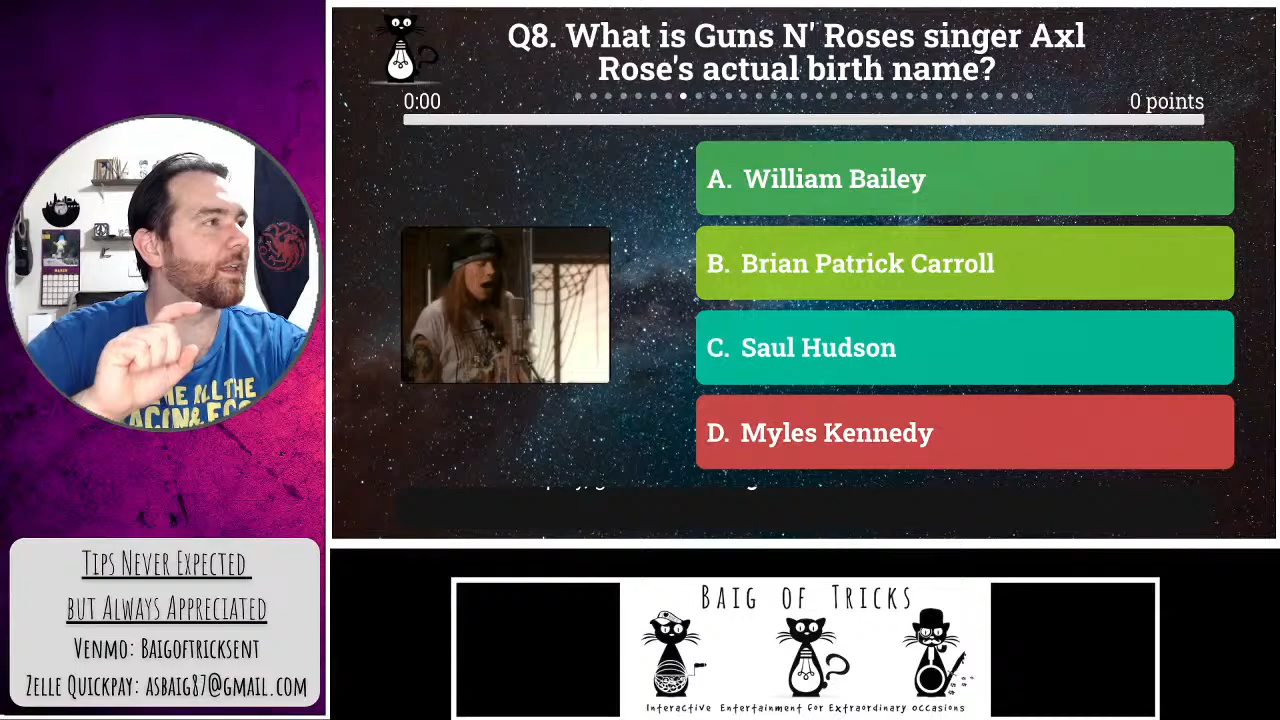 Q8. What is Guns N' Roses singer Axl
Rose's actual birth name?
0:00
0 points
A. William Bailey
B. Brian Patrick Carroll
C. Saul Hudson
D. Myles Kennedy
Tips Never Expected
but Always Appreciated
Venmo: Baigoftricksent
Zelle Quickpay: asbaig87@gmail.com
Baig of Tricks
Interactive Entertainment for Extraordinary Occasions